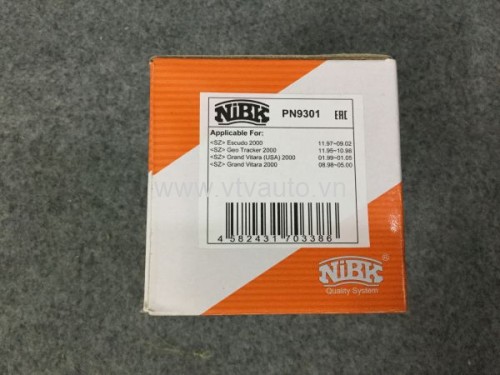 NiBK PN9301 EAC
Applicable For:
<SZ> Escudo 2000 11.97~09.02
<SZ> Geo Tracker 2000 11.95~10.98
<SZ> Grand Vitara (USA) 2000 01.99~01.05
<SZ> Grand Vitara 2000 08.98~05.00
www.vtvauto.vn
4 582431 703386
NiBK ®
Quality System